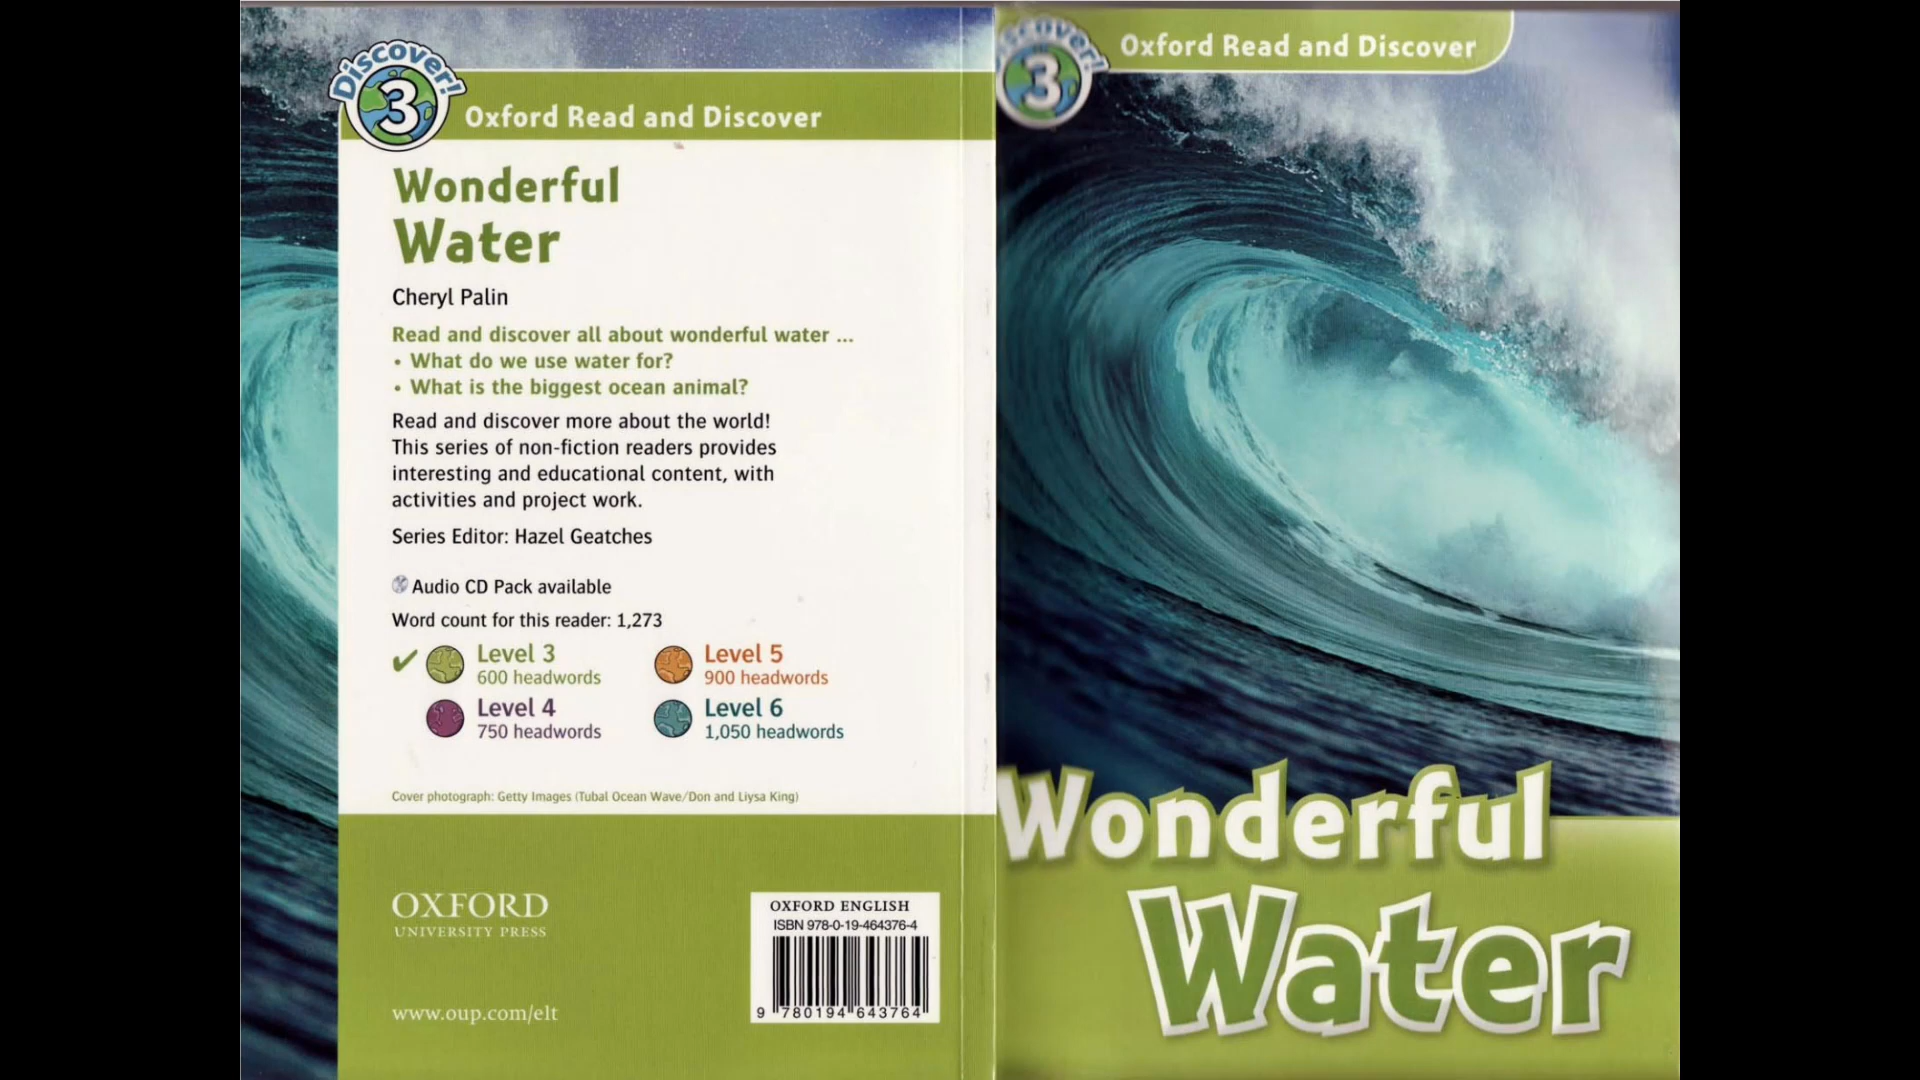 Discover!
3
Oxford Read and Discover
Wonderful
Water
Cheryl Palin
Read and discover all about wonderful water ...
• What do we use water for?
• What is the biggest ocean animal?
Read and discover more about the world!
This series of non-fiction readers provides
interesting and educational content, with
activities and project work.
Series Editor: Hazel Geatches
Audio CD Pack available
Word count for this reader: 1,273
✔ Level 3
600 headwords
Level 4
750 headwords
Level 5
900 headwords
Level 6
1,050 headwords
Cover photograph: Getty Images (Tubal Ocean Wave/Don and Liysa King)
OXFORD
UNIVERSITY PRESS
www.oup.com/elt
OXFORD ENGLISH
ISBN 978-0-19-464376-4
9 780194 643764
Discover!
3
Oxford Read and Discover
Wonderful
Water